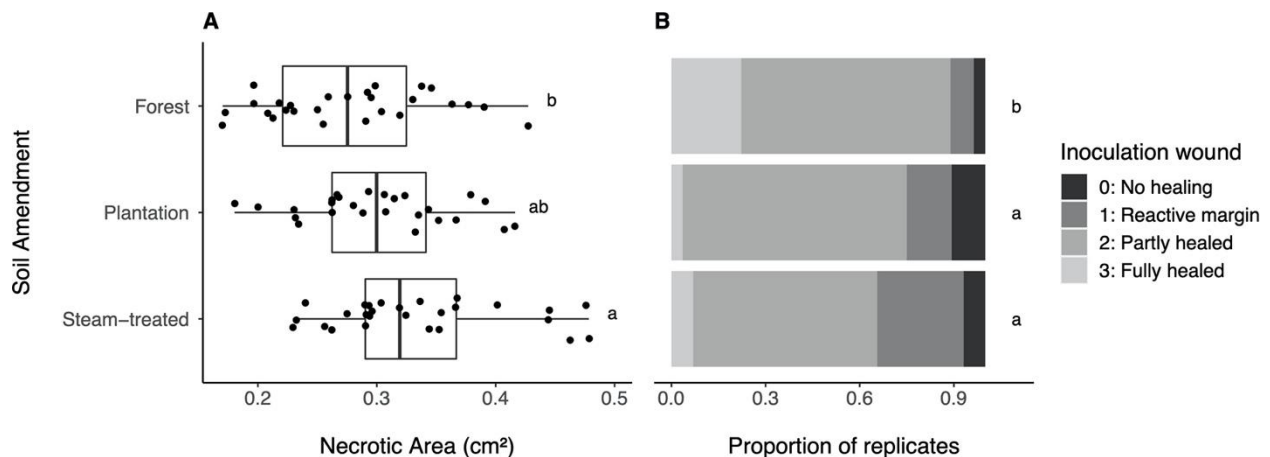 A
B
Soil Amendment
Forest
Plantation
Steam−treated
b
ab
a
0.2 0.3 0.4 0.5
Necrotic Area (cm²)
b
a
a
0.0 0.3 0.6 0.9
Proportion of replicates
Inoculation wound
0: No healing
1: Reactive margin
2: Partly healed
3: Fully healed